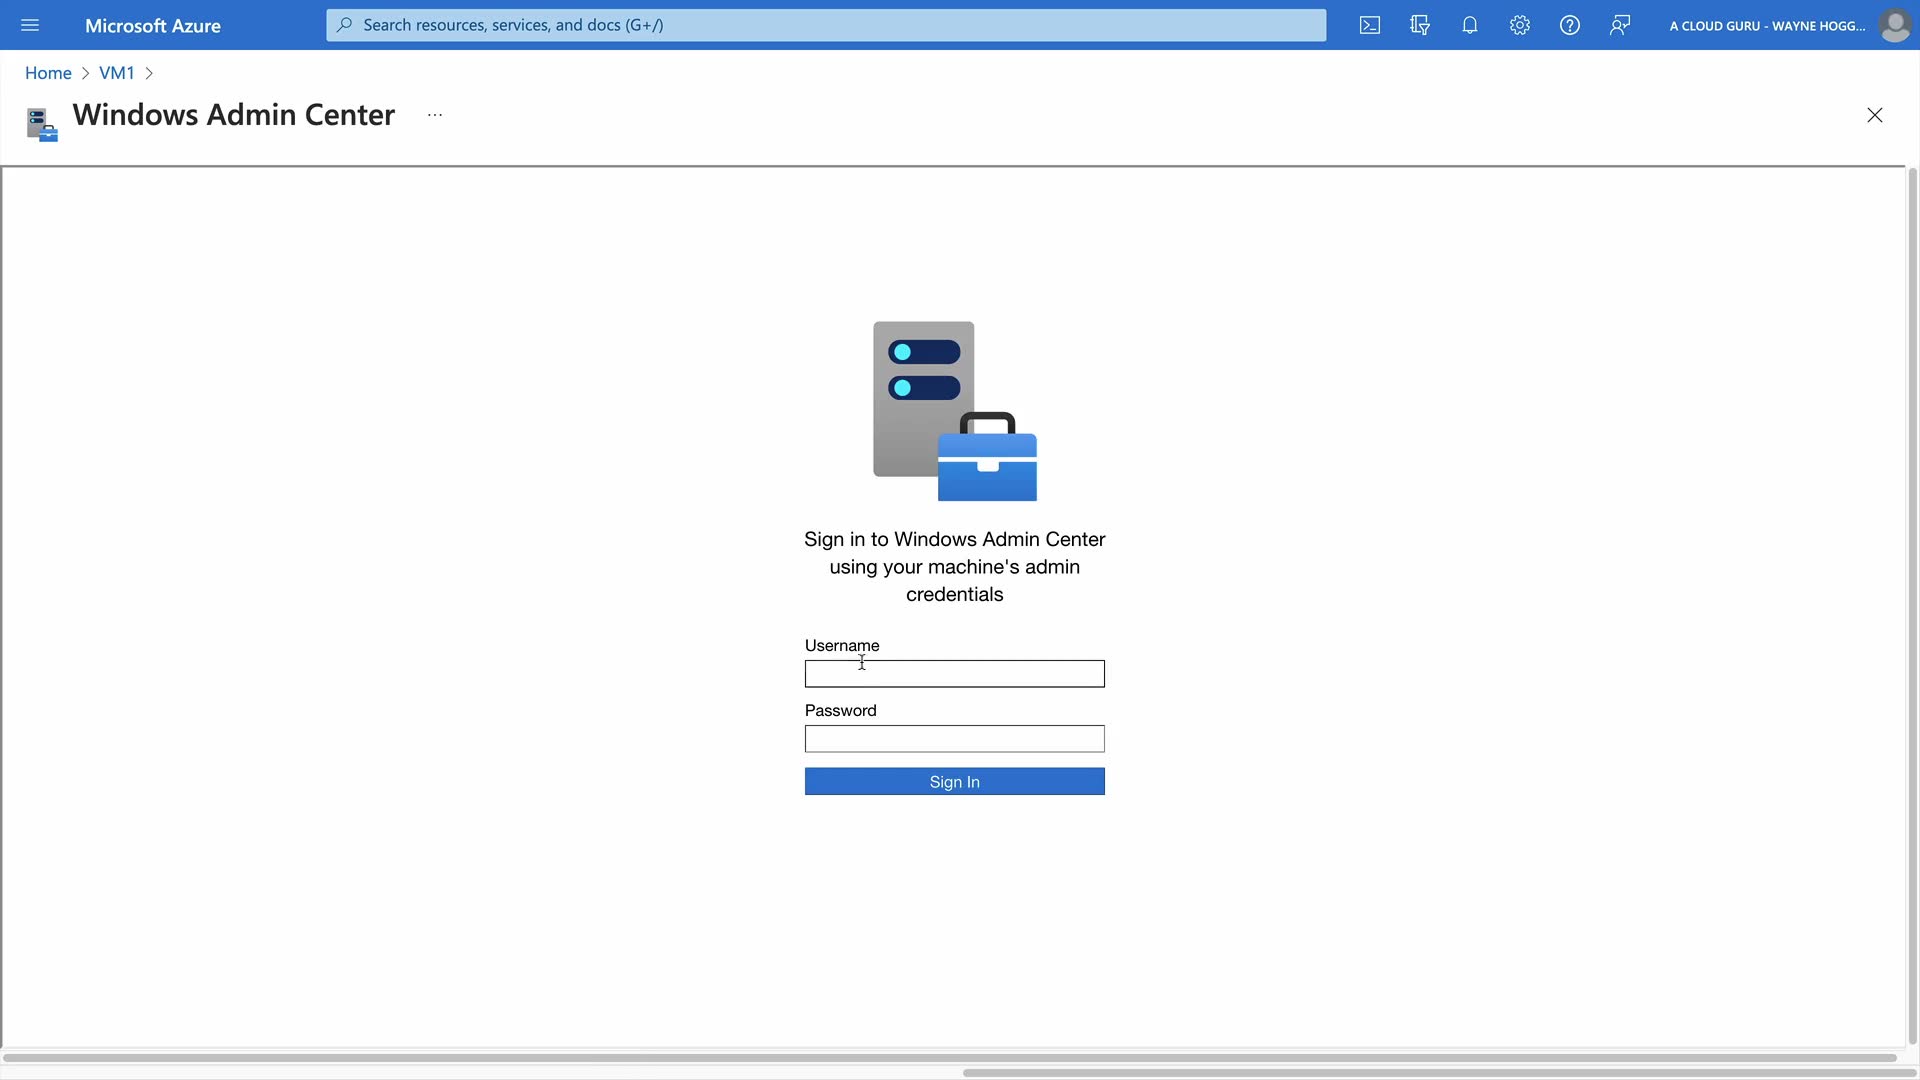 Microsoft Azure
Search resources, services, and docs (G+/)
A CLOUD GURU - WAYNE HOGG...
Home > VM1 >
Windows Admin Center ...
Sign in to Windows Admin Center
using your machine's admin
credentials
Username
Password
Sign In